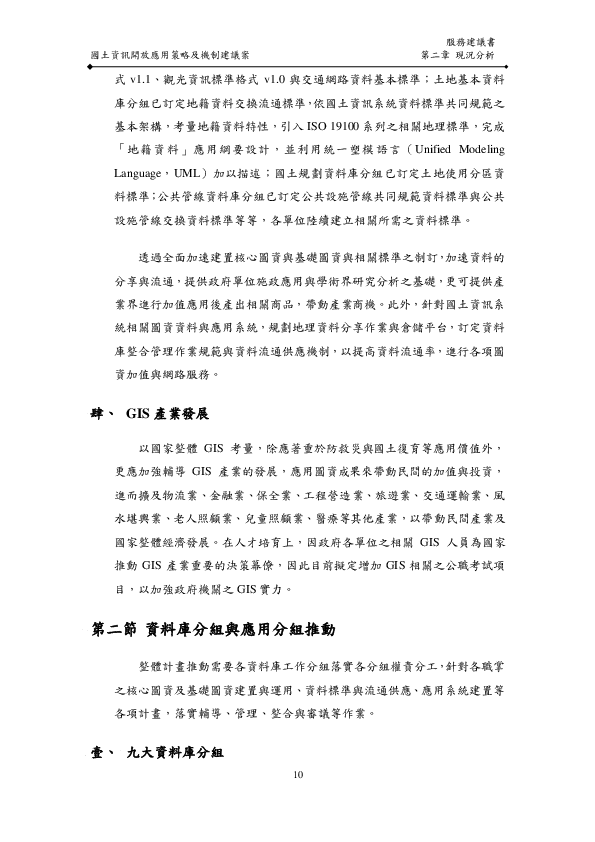 服務建議書
國土資訊開放應用策略及機制建議案 第二章 現況分析
式 v1.1、觀光資訊標準格式 v1.0 與交通網路資料基本標準；土地基本資料
庫分組已訂定地籍資料交換流通標準，依國土資訊系統資料標準共同規範之
基本架構，考量地籍資料特性，引入 ISO 19100 系列之相關地理標準，完成
「地籍資料」應用綱要設計，並利用統一塑模語言（Unified Modeling
Language，UML）加以描述；國土規劃資料庫分組已訂定土地使用分區資
料標準；公共管線資料庫分組已訂定公共設施管線共同規範資料標準與公共
設施管線交換資料標準等等，各單位陸續建立相關所需之資料標準。
透過全面加速建置核心圖資與基礎圖資與相關標準之制訂，加速資料的
分享與流通，提供政府單位施政應用與學術界研究分析之基礎，更可提供產
業界進行加值應用後產出相關商品，帶動產業商機。此外，針對國土資訊系
統相關圖資資料與應用系統，規劃地理資料分享作業與倉儲平台，訂定資料
庫整合管理作業規範與資料流通供應機制，以提高資料流通率，進行各項圖
資加值與網路服務。
肆、 GIS 產業發展
以國家整體 GIS 考量，除應著重於防救災與國土復育等應用價值外，
更應加強輔導 GIS 產業的發展，應用圖資成果來帶動民間的加值與投資，
進而擴及物流業、金融業、保全業、工程營造業、旅遊業、交通運輸業、風
水堪輿業、老人照顧業、兒童照顧業、醫療等其他產業，以帶動民間產業及
國家整體經濟發展。在人才培育上，因政府各單位之相關 GIS 人員為國家
推動 GIS 產業重要的決策幕僚，因此目前擬定增加 GIS 相關之公職考試項
目，以加強政府機關之 GIS 實力。
第二節 資料庫分組與應用分組推動
整體計畫推動需要各資料庫工作分組落實各分組權責分工，針對各職掌
之核心圖資及基礎圖資建置與運用、資料標準與流通供應、應用系統建置等
各項計畫，落實輔導、管理、整合與審議等作業。
壹、 九大資料庫分組
10